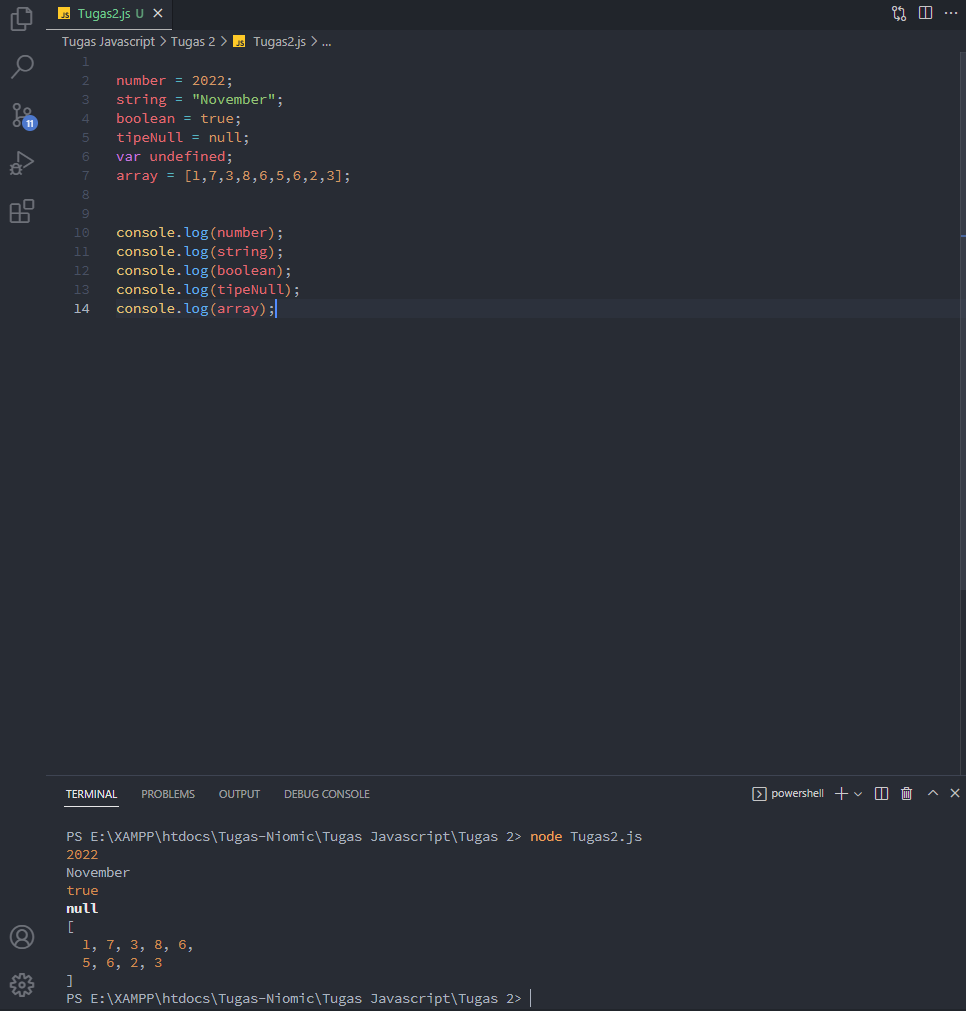 JS Tugas2.js U
Tugas Javascript > Tugas 2 > JS Tugas2.js > ...
1
2 number = 2022;
3 string = "November";
4 boolean = true;
5 tipeNull = null;
6 var undefined;
7 array = [1,7,3,8,6,5,6,2,3];
8
9
10 console.log(number);
11 console.log(string);
12 console.log(boolean);
13 console.log(tipeNull);
14 console.log(array);
11
TERMINAL PROBLEMS OUTPUT DEBUG CONSOLE powershell
PS E:\XAMPP\htdocs\Tugas-Niomic\Tugas Javascript\Tugas 2> node Tugas2.js
2022
November
true
null
[
1, 7, 3, 8, 6,
5, 6, 2, 3
]
PS E:\XAMPP\htdocs\Tugas-Niomic\Tugas Javascript\Tugas 2>